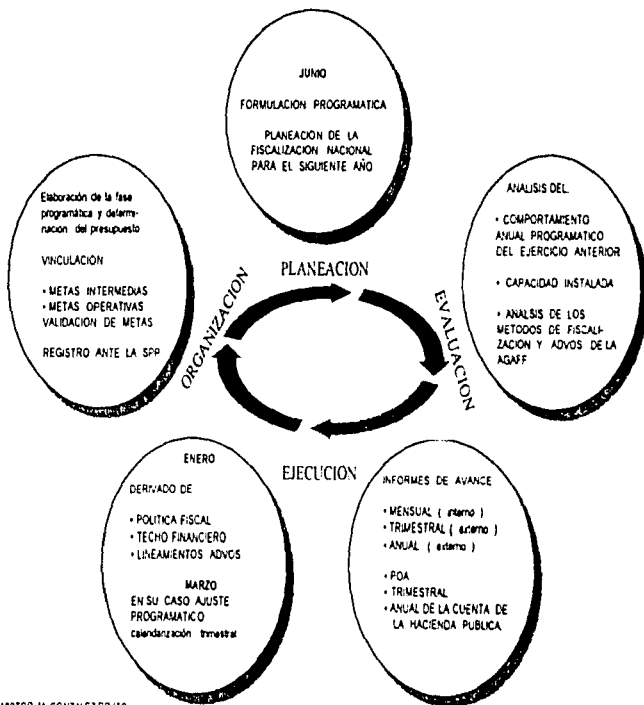 JUNIO
FORMULACION PROGRAMATICA
PLANEACION DE LA
FISCALIZACION NACIONAL
PARA EL SIGUIENTE AÑO
Elaboración de la fase
programática y determi-
nacion del presupuesto
VINCULACION
• METAS INTERMEDIAS
• METAS OPERATIVAS
VALIDACION DE METAS
REGISTRO ANTE LA SPP
ANALISIS DEL.
• COMPORTAMIENTO
ANUAL PROGRAMATICO
DEL EJERCICIO ANTERIOR
• CAPACIDAD INSTALADA
• ANALSIS DE LOS
METODOS DE FISCALI-
ZACION Y ADVOS DE LA
AGAFF
PLANEACION
ORGANIZACION
EVALUACION
EJECUCION
ENERO
DERIVADO DE
• POLITICA FISCAL
• TECHO FINANCIERO
• LINEAMIENTOS ADVOS
MARZO
EN SU CASO AJUSTE
PROGRAMATICO
calendarización trimestral
INFORMES DE AVANCE
• MENSUAL ( interno )
• TRIMESTRAL ( externo )
• ANUAL ( externo )
• POA
• TRIMESTRAL
• ANUAL DE LA CUENTA DE
LA HACIENDA PUBLICA